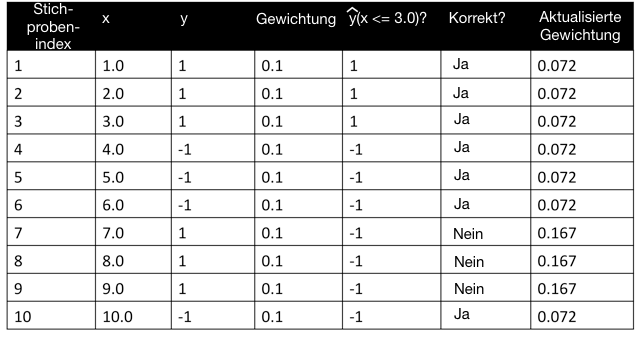 Stich-
proben-
index x y Gewichtung ŷ(x <= 3.0)? Korrekt? Aktualisierte
Gewichtung
1 1.0 1 0.1 1 Ja 0.072
2 2.0 1 0.1 1 Ja 0.072
3 3.0 1 0.1 1 Ja 0.072
4 4.0 -1 0.1 -1 Ja 0.072
5 5.0 -1 0.1 -1 Ja 0.072
6 6.0 -1 0.1 -1 Ja 0.072
7 7.0 1 0.1 -1 Nein 0.167
8 8.0 1 0.1 -1 Nein 0.167
9 9.0 1 0.1 -1 Nein 0.167
10 10.0 -1 0.1 -1 Ja 0.072